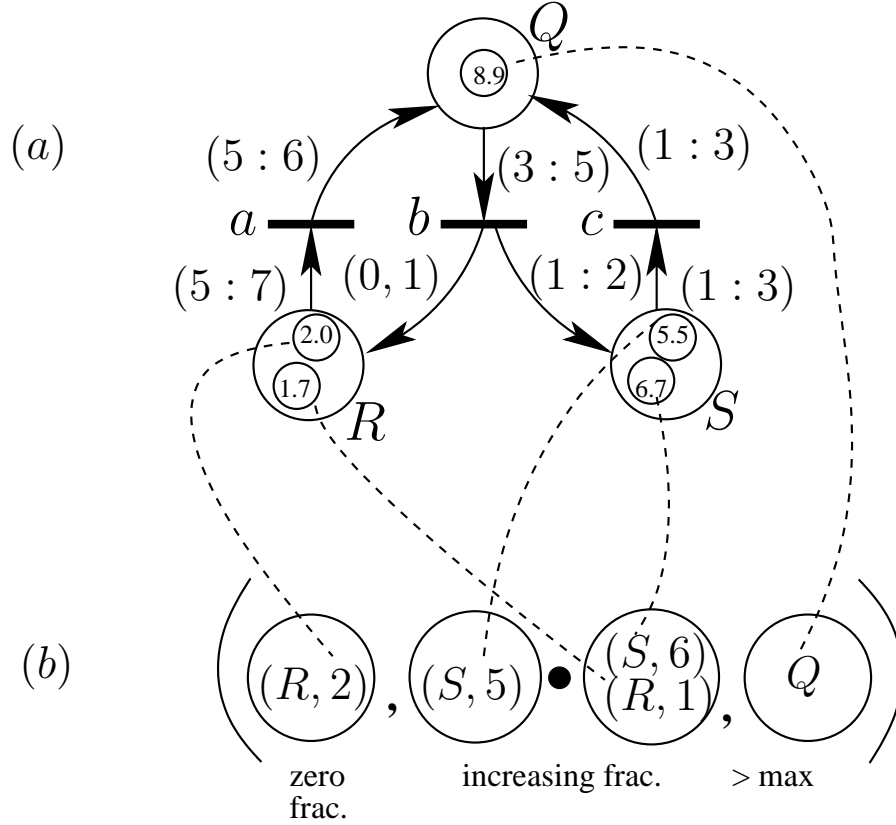 Q
8.9
(a)
(5 : 6)
(3 : 5)
(1 : 3)
a
b
c
(5 : 7)
(0, 1)
(1 : 2)
(1 : 3)
2.0
1.7
R
5.5
6.7
S
(b)
(R, 2) , (S, 5) • (S, 6)
(R, 1) , Q
zero
frac.
increasing frac.
> max